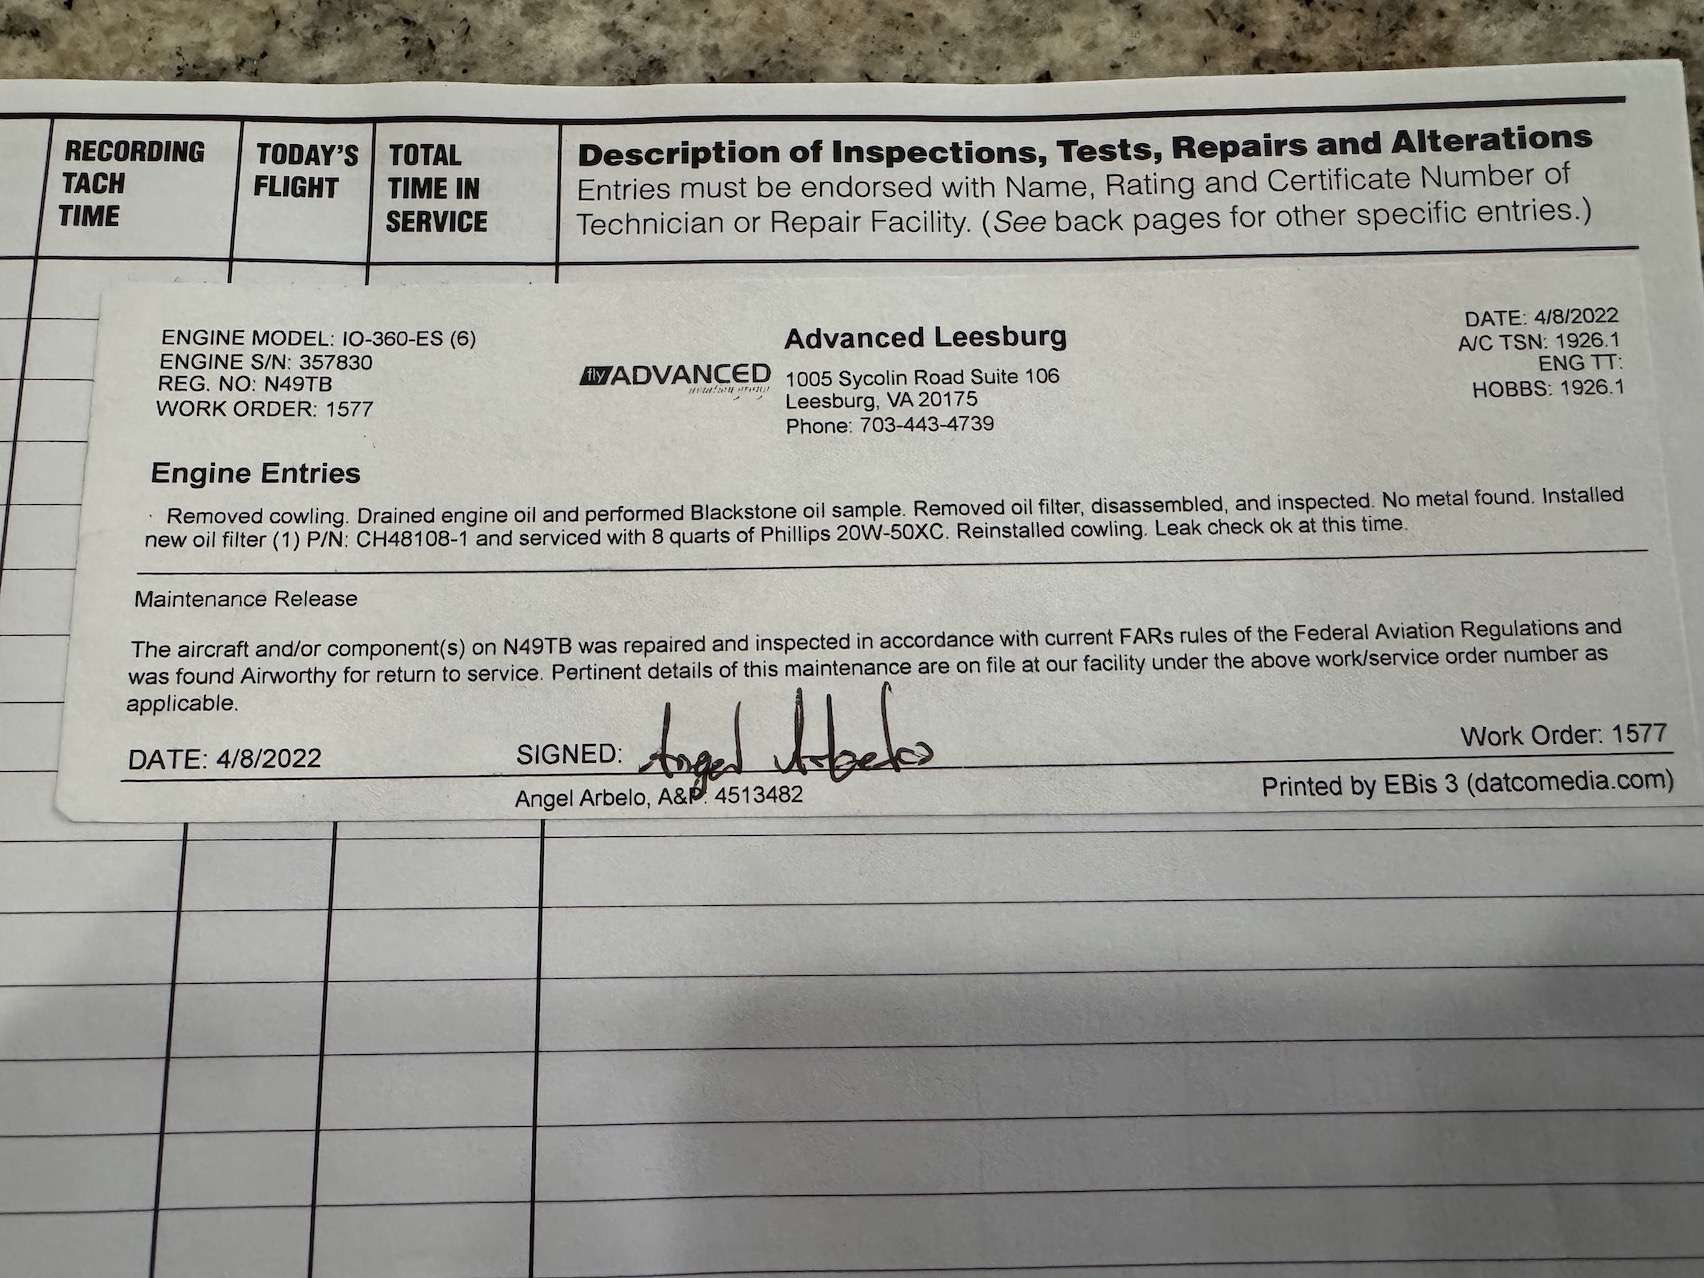 RECORDING TACH TIME
TODAY'S FLIGHT
TOTAL TIME IN SERVICE
Description of Inspections, Tests, Repairs and Alterations
Entries must be endorsed with Name, Rating and Certificate Number of
Technician or Repair Facility. (See back pages for other specific entries.)
ENGINE MODEL: IO-360-ES (6)
ENGINE S/N: 357830
REG. NO: N49TB
WORK ORDER: 1577
fly ADVANCED
Advanced Leesburg
1005 Sycolin Road Suite 106
Leesburg, VA 20175
Phone: 703-443-4739
DATE: 4/8/2022
A/C TSN: 1926.1
ENG TT:
HOBBS: 1926.1
Engine Entries
· Removed cowling. Drained engine oil and performed Blackstone oil sample. Removed oil filter, disassembled, and inspected. No metal found. Installed
new oil filter (1) P/N: CH48108-1 and serviced with 8 quarts of Phillips 20W-50XC. Reinstalled cowling. Leak check ok at this time.
Maintenance Release
The aircraft and/or component(s) on N49TB was repaired and inspected in accordance with current FARs rules of the Federal Aviation Regulations and
was found Airworthy for return to service. Pertinent details of this maintenance are on file at our facility under the above work/service order number as
applicable.
DATE: 4/8/2022
SIGNED: Angel Arbelo
Work Order: 1577
Angel Arbelo, A&P: 4513482
Printed by EBis 3 (datcomedia.com)